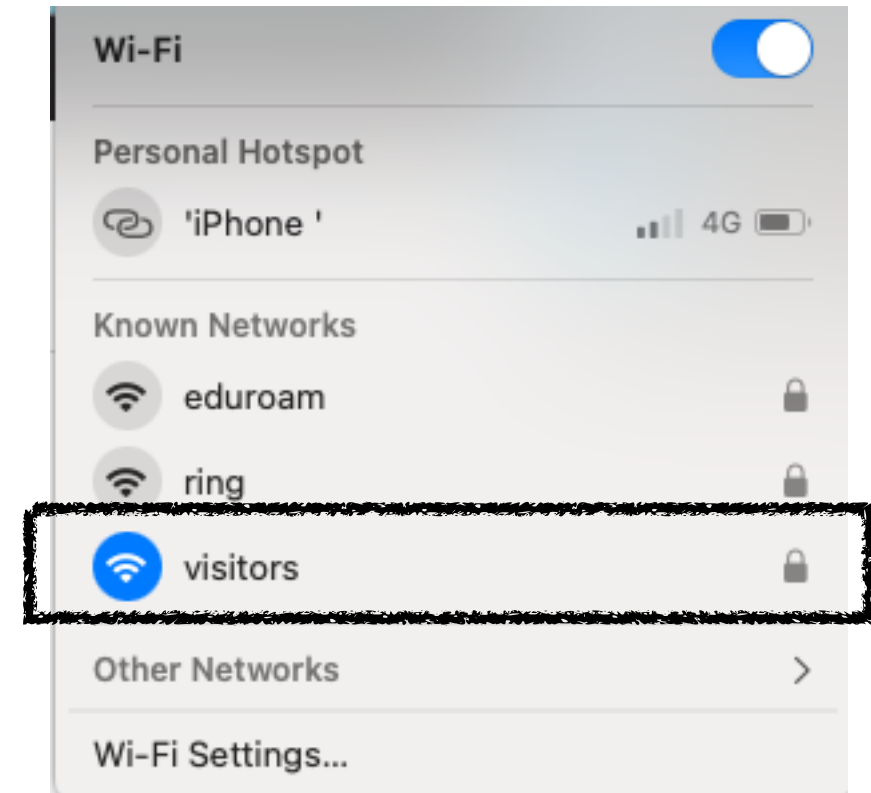 Wi-Fi
Personal Hotspot
'iPhone ' 4G
Known Networks
eduroam
ring
visitors
Other Networks
Wi-Fi Settings...